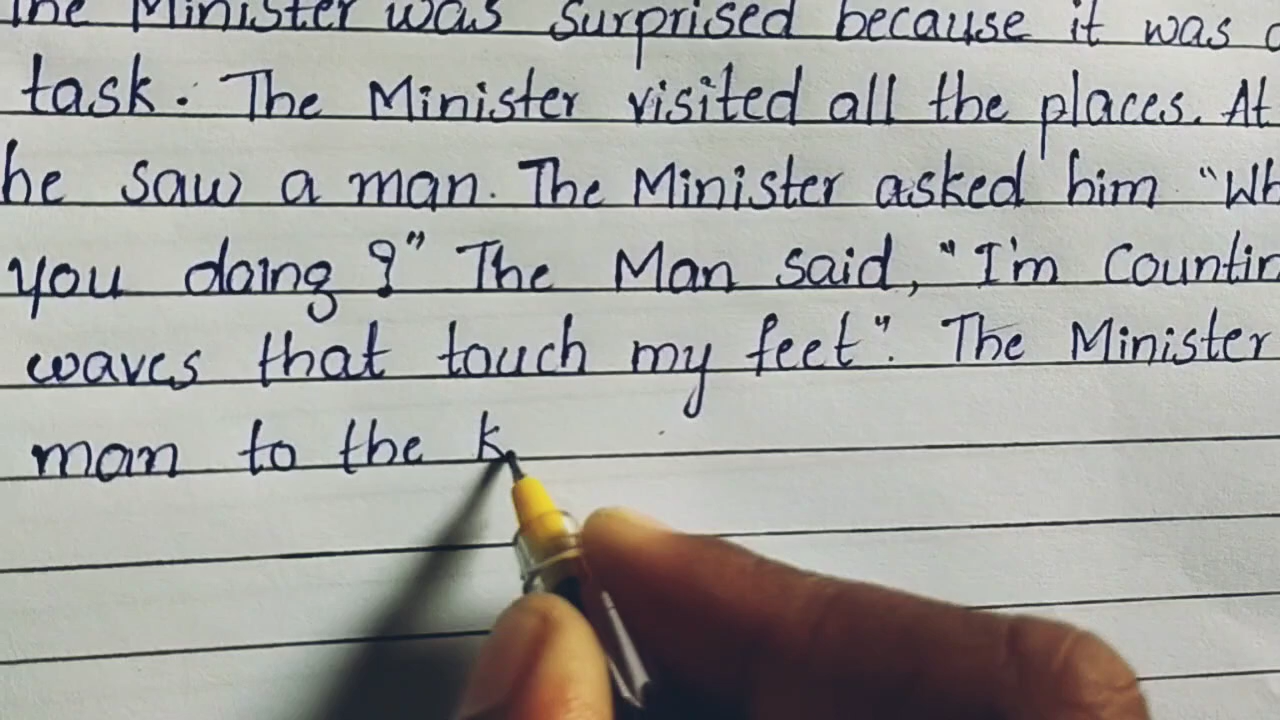 The Minister was surprised because it was
task. The Minister visited all the places. At
he saw a man. The Minister asked him "Wh
you doing ?" The Man said, "I'm Countin
waves that touch my feet". The Minister
man to the k